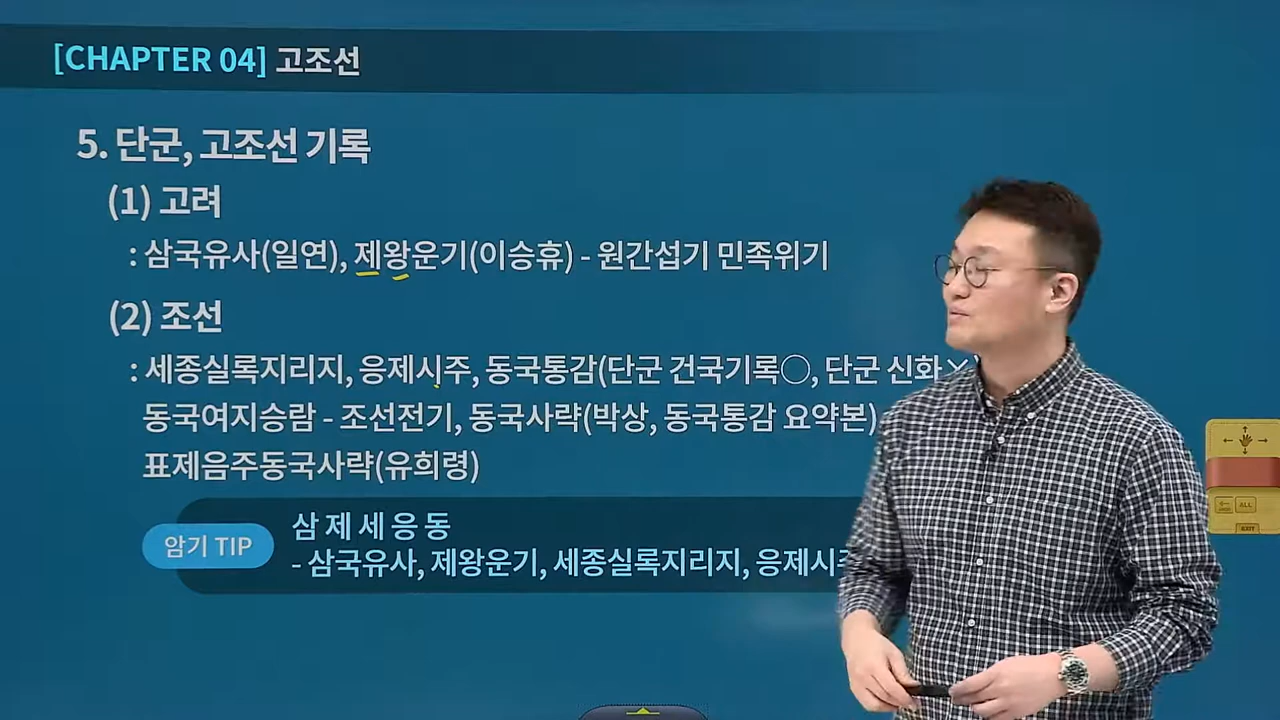 [CHAPTER 04] 고조선
5. 단군, 고조선 기록
(1) 고려
: 삼국유사(일연), 제왕운기(이승휴) - 원간섭기 민족위기
(2) 조선
: 세종실록지리지, 응제시주, 동국통감(단군 건국기록○, 단군 신화×)
동국여지승람 - 조선전기, 동국사략(박상, 동국통감 요약본)
표제음주동국사략(유희령)
암기 TIP
삼 제 세 응 동
- 삼국유사, 제왕운기, 세종실록지리지, 응제시주
ALL
EXIT